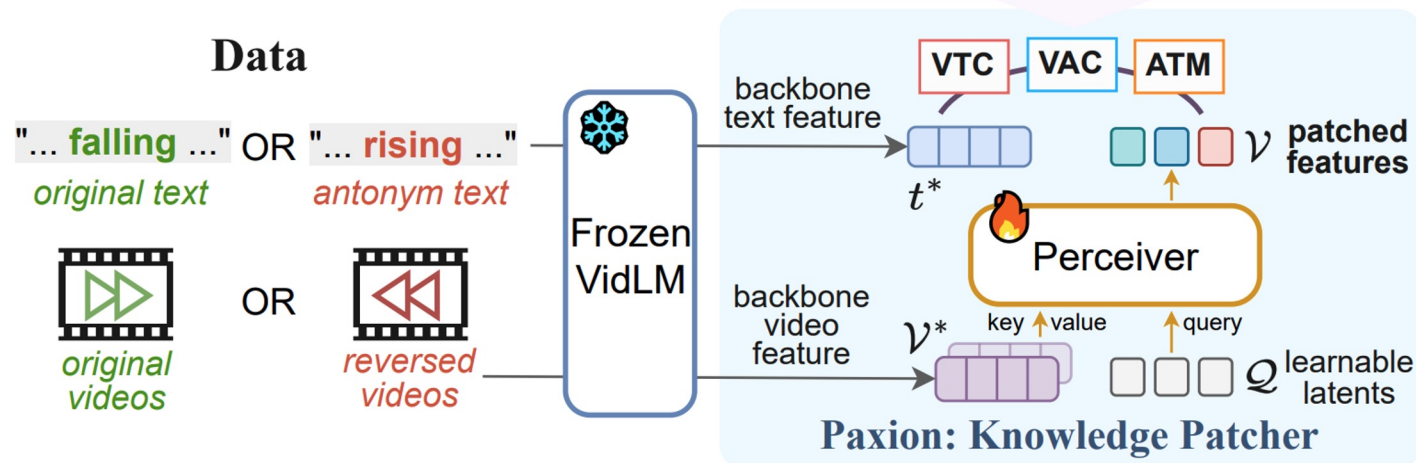 Data
"... falling ..." OR "... rising ..."
original text
antonym text
OR
original
videos
reversed
videos
Frozen
VidLM
backbone
text feature
backbone
video
feature
VTC
VAC
ATM
t*
𝒱 patched
features
Perceiver
key value
query
𝒱*
𝒬 learnable
latents
Paxion: Knowledge Patcher